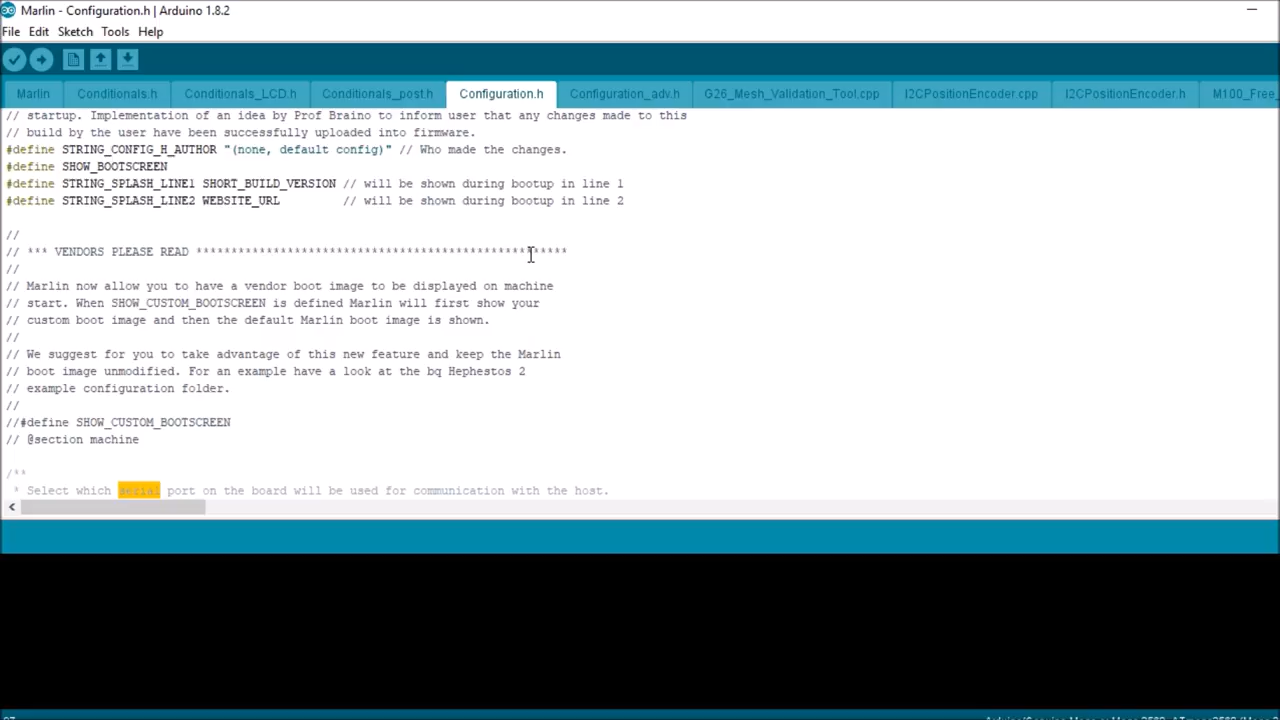 Marlin - Configuration.h | Arduino 1.8.2
File Edit Sketch Tools Help
Marlin Conditionals.h Conditionals_LCD.h Conditionals_post.h Configuration.h Configuration_adv.h G26_Mesh_Validation_Tool.cpp I2CPositionEncoder.cpp I2CPositionEncoder.h M100_Free_
// startup. Implementation of an idea by Prof Braino to inform user that any changes made to this
// build by the user have been successfully uploaded into firmware.
#define STRING_CONFIG_H_AUTHOR "(none, default config)" // Who made the changes.
#define SHOW_BOOTSCREEN
#define STRING_SPLASH_LINE1 SHORT_BUILD_VERSION // will be shown during bootup in line 1
#define STRING_SPLASH_LINE2 WEBSITE_URL         // will be shown during bootup in line 2
//
// *** VENDORS PLEASE READ *****************************************************
//
// Marlin now allow you to have a vendor boot image to be displayed on machine
// start. When SHOW_CUSTOM_BOOTSCREEN is defined Marlin will first show your
// custom boot image and then the default Marlin boot image is shown.
//
// We suggest for you to take advantage of this new feature and keep the Marlin
// boot image unmodified. For an example have a look at the bq Hephestos 2
// example configuration folder.
//
//#define SHOW_CUSTOM_BOOTSCREEN
// @section machine
/**
* Select which serial port on the board will be used for communication with the host.